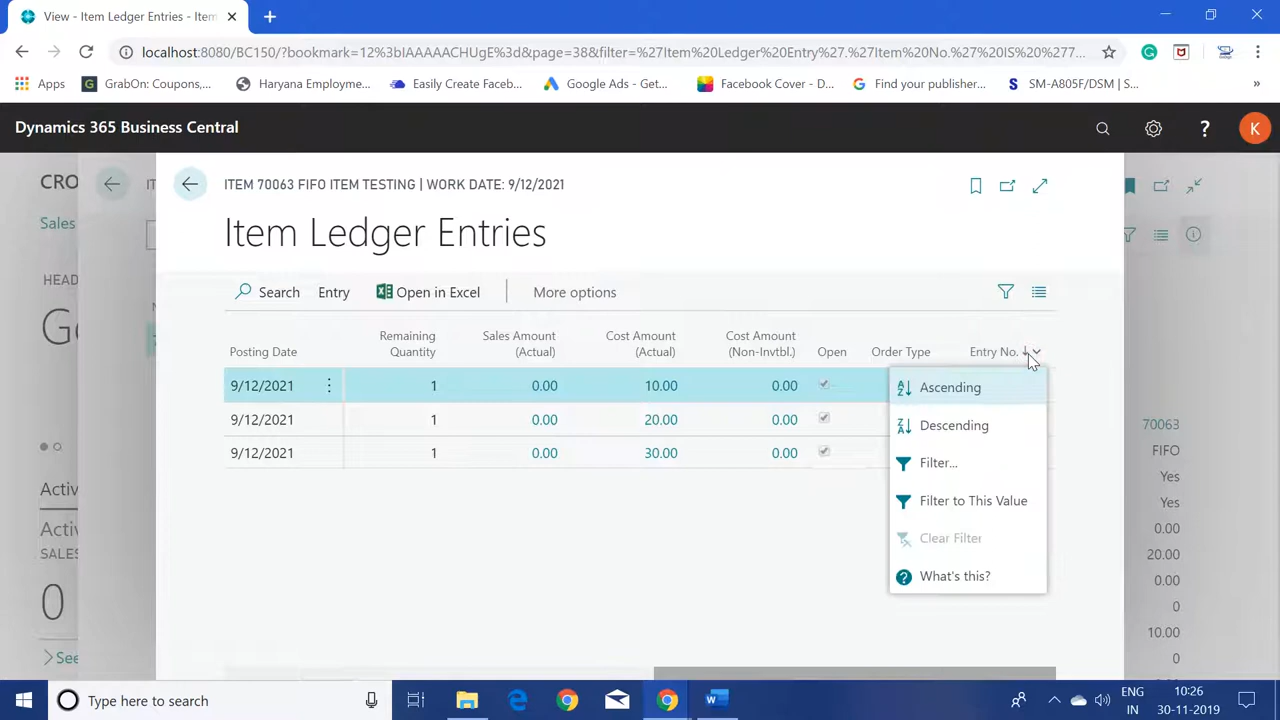 View - Item Ledger Entries - Iten
localhost:8080/BC150/?bookmark=12%3bIAAAAACHUgE%3d&page=38&filter=%27Item%20Ledger%20Entry%27.%27Item%20No.%27%20IS%20%277...
Apps GrabOn: Coupons,... Haryana Employme... Easily Create Faceb... Google Ads - Get... Facebook Cover - D... Find your publisher... SM-A805F/DSM | S... »
Dynamics 365 Business Central ? K
CRO
ITEM 70063 FIFO ITEM TESTING | WORK DATE: 9/12/2021
Sales
Item Ledger Entries
HEAD
Search Entry Open in Excel More options
Remaining Quantity Sales Amount (Actual) Cost Amount (Actual) Cost Amount (Non-Invtbl.)
Posting Date Open Order Type Entry No. ↓
9/12/2021 1 0.00 10.00 0.00
9/12/2021 1 0.00 20.00 0.00
9/12/2021 1 0.00 30.00 0.00
Ascending
Descending
Filter...
Filter to This Value
Clear Filter
What's this?
70063
FIFO
Yes
Yes
0.00
20.00
0.00
0
10.00
0
Activ
Activ
SALES
0
See
Type here to search
ENG
IN
10:26
30-11-2019